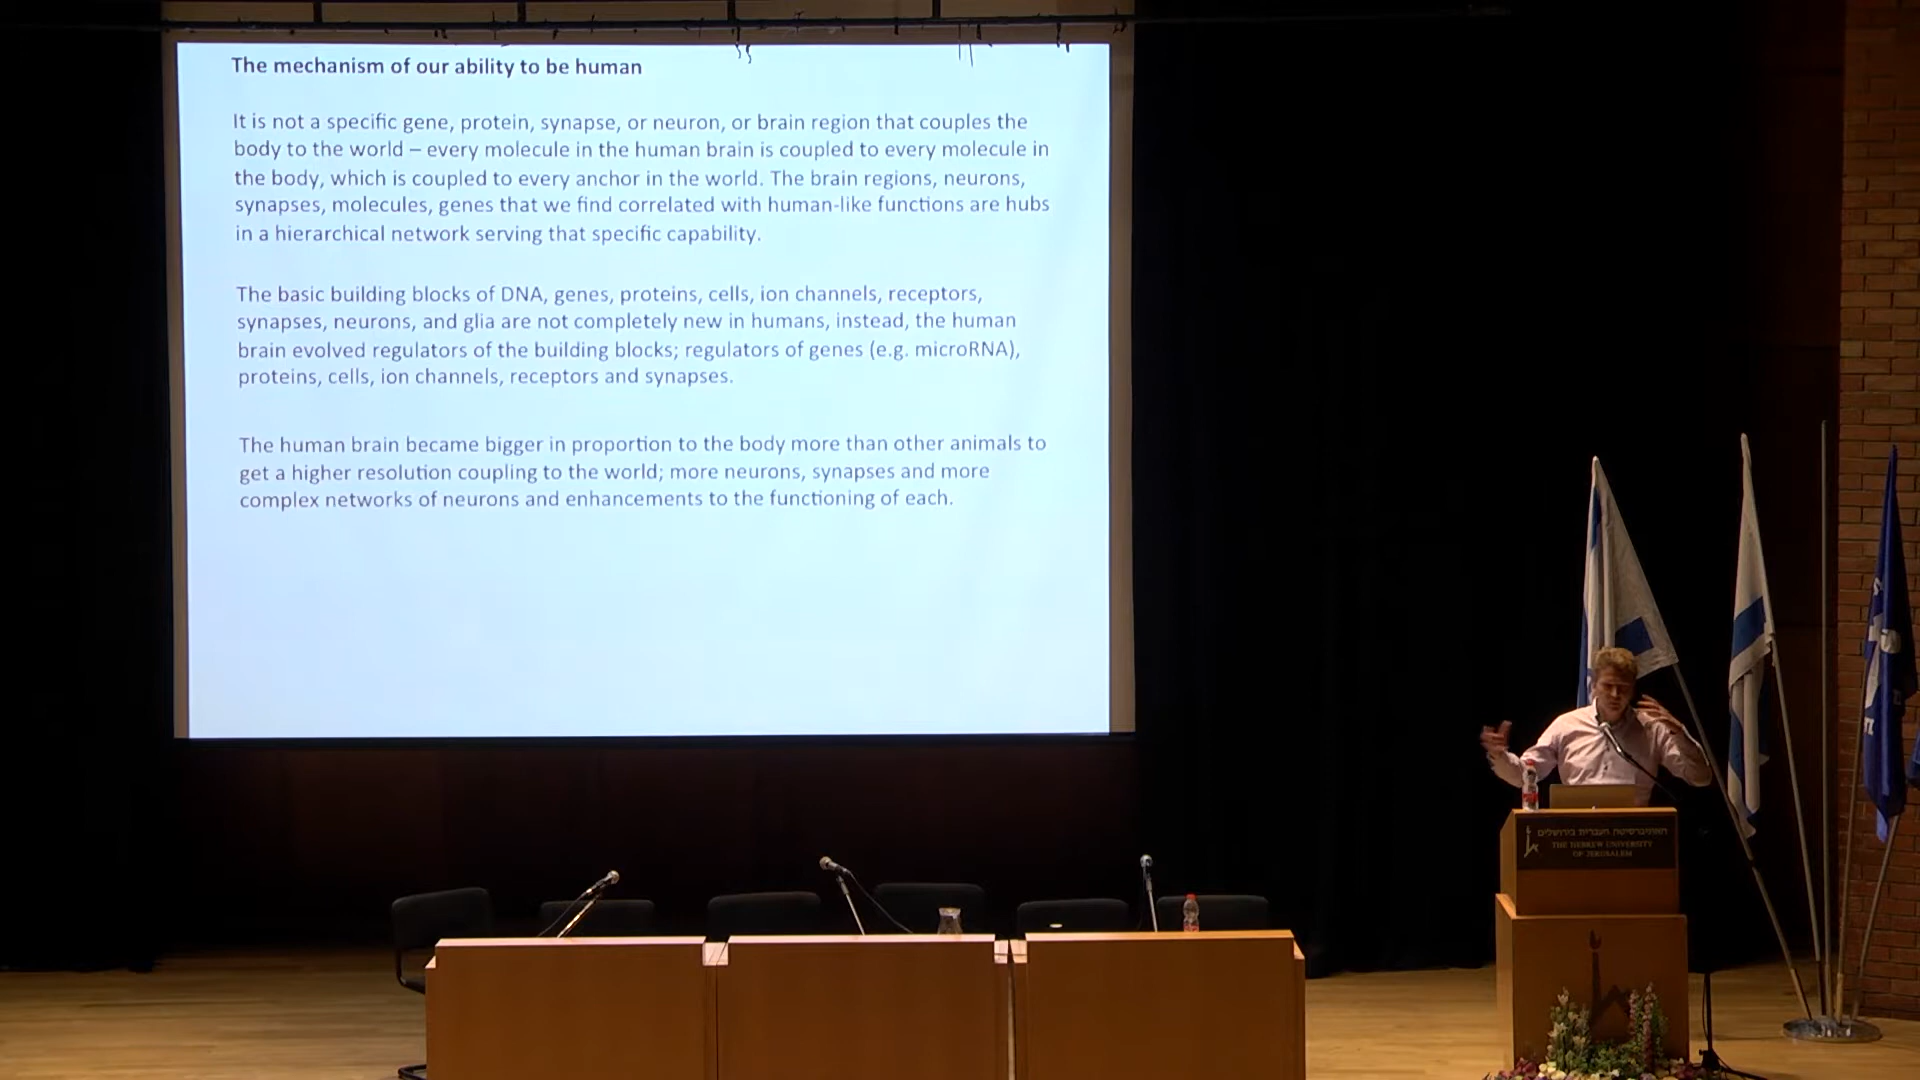 The mechanism of our ability to be human
It is not a specific gene, protein, synapse, or neuron, or brain region that couples the
body to the world – every molecule in the human brain is coupled to every molecule in
the body, which is coupled to every anchor in the world. The brain regions, neurons,
synapses, molecules, genes that we find correlated with human-like functions are hubs
in a hierarchical network serving that specific capability.
The basic building blocks of DNA, genes, proteins, cells, ion channels, receptors,
synapses, neurons, and glia are not completely new in humans, instead, the human
brain evolved regulators of the building blocks; regulators of genes (e.g. microRNA),
proteins, cells, ion channels, receptors and synapses.
The human brain became bigger in proportion to the body more than other animals to
get a higher resolution coupling to the world; more neurons, synapses and more
complex networks of neurons and enhancements to the functioning of each.
האוניברסיטה העברית בירושלים
THE HEBREW UNIVERSITY
OF JERUSALEM